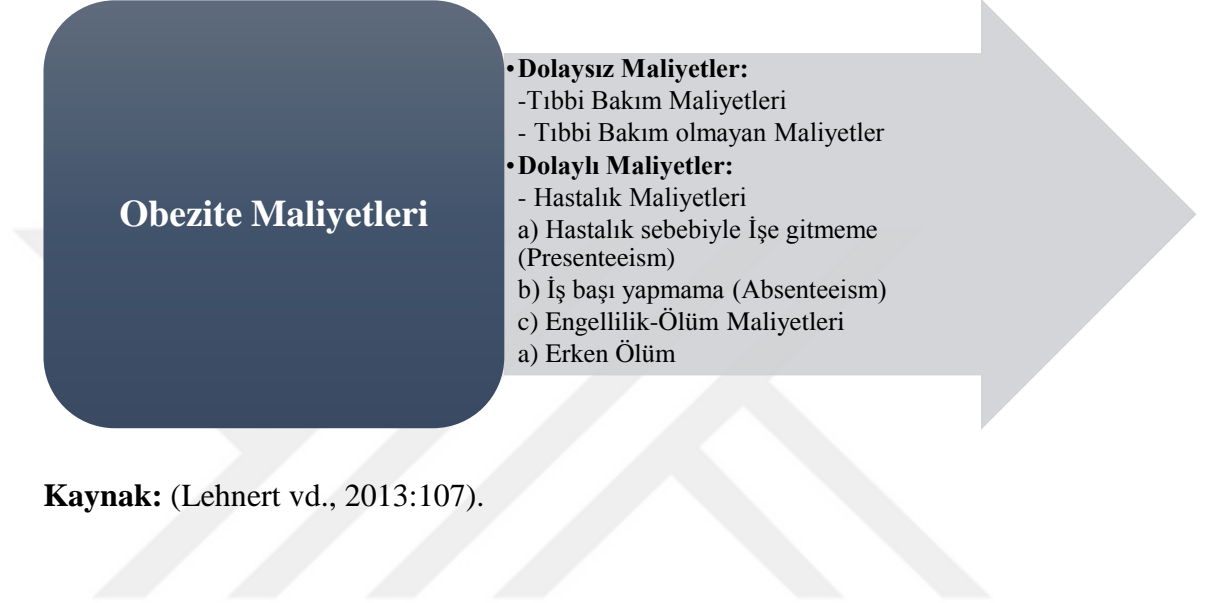 Obezite Maliyetleri
•Dolaysız Maliyetler:
-Tıbbi Bakım Maliyetleri
- Tıbbi Bakım olmayan Maliyetler
•Dolaylı Maliyetler:
- Hastalık Maliyetleri
a) Hastalık sebebiyle İşe gitmeme
(Presenteeism)
b) İş başı yapmama (Absenteeism)
c) Engellilik-Ölüm Maliyetleri
a) Erken Ölüm
Kaynak: (Lehnert vd., 2013:107).